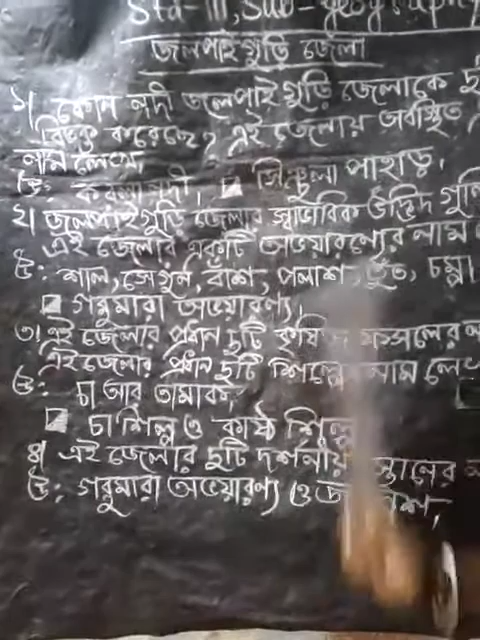 Std-III, Sub-geography
জলপাইগুড়ি জেলা
১। কোন নদী জলপাইগুড়ি জেলাকে
বিভক্ত করেছে? এই জেলায় অবস্থিত
নাম লেখো,
উঃ নদী, সিঞ্চুলা পাহাড়,
২। জলপাইগুড়ি জেলার স্বাভাবিক উদ্ভিদ গুলি
এই জেলার একটি অভয়ারণ্যের নাম
উঃ শাল, সেগুন, বাঁশ, পলাশ, তুঁত, চম্পা
গরুমারা অভয়ারণ্য,
৩। এই জেলার প্রধান দুটি কৃষিজ ফসলের
এই জেলার প্রধান দুটি শিল্পের নাম লে
উঃ চা আর তামাক,
চা শিল্প ও কাষ্ঠ শিল্প
৪। এই জেলার দুটি দর্শনীয় স্থানের
উঃ গরুমারা অভয়ারণ্য ও